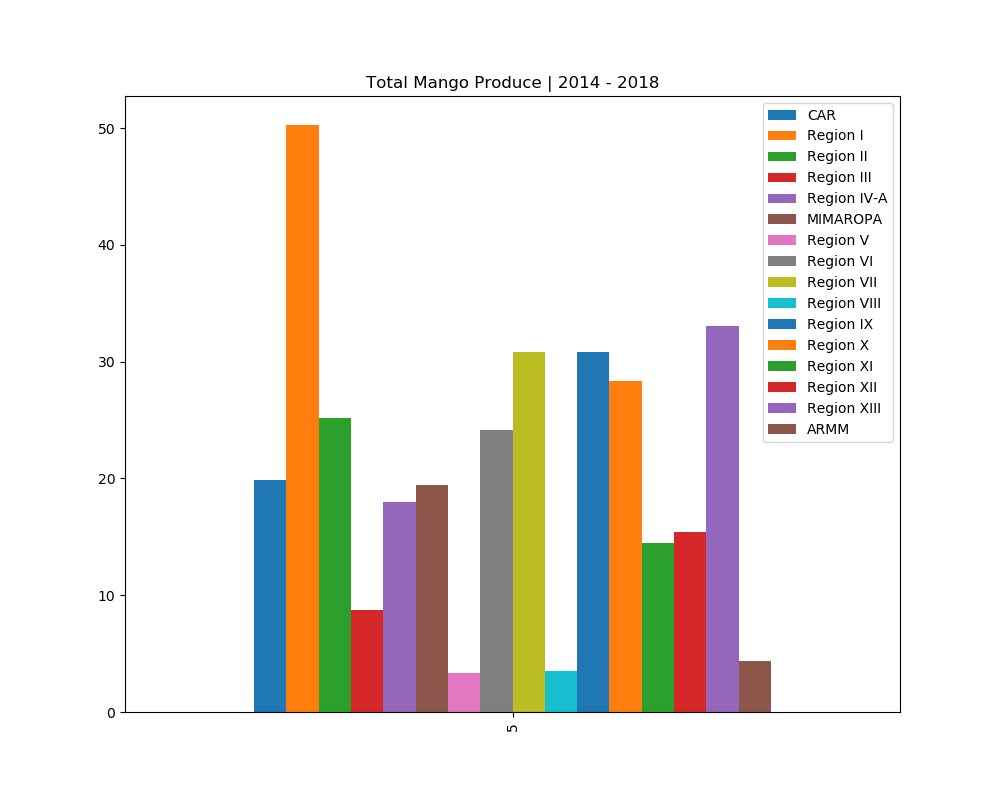 Total Mango Produce | 2014 - 2018
50
40
30
20
10
0
5
CAR
Region I
Region II
Region III
Region IV-A
MIMAROPA
Region V
Region VI
Region VII
Region VIII
Region IX
Region X
Region XI
Region XII
Region XIII
ARMM